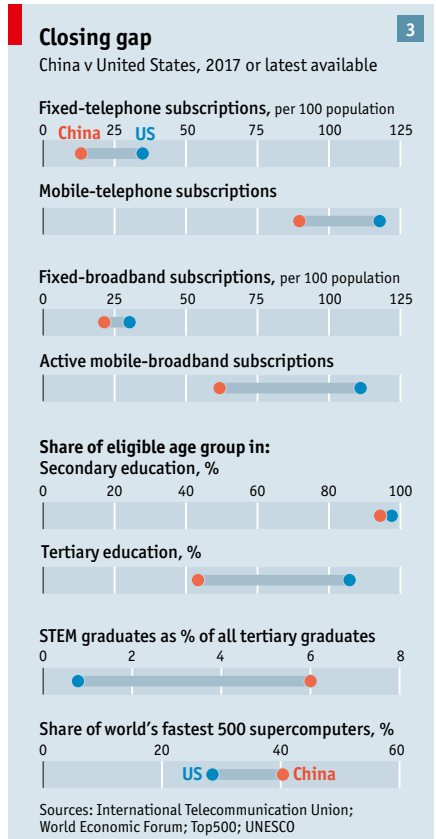 3
Closing gap
China v United States, 2017 or latest available
Fixed-telephone subscriptions, per 100 population
0 25 50 75 100 125
China US
Mobile-telephone subscriptions
Fixed-broadband subscriptions, per 100 population
0 25 50 75 100 125
Active mobile-broadband subscriptions
Share of eligible age group in:
Secondary education, %
0 20 40 60 80 100
Tertiary education, %
STEM graduates as % of all tertiary graduates
0 2 4 6 8
Share of world's fastest 500 supercomputers, %
0 20 40 60
US China
Sources: International Telecommunication Union;
World Economic Forum; Top500; UNESCO